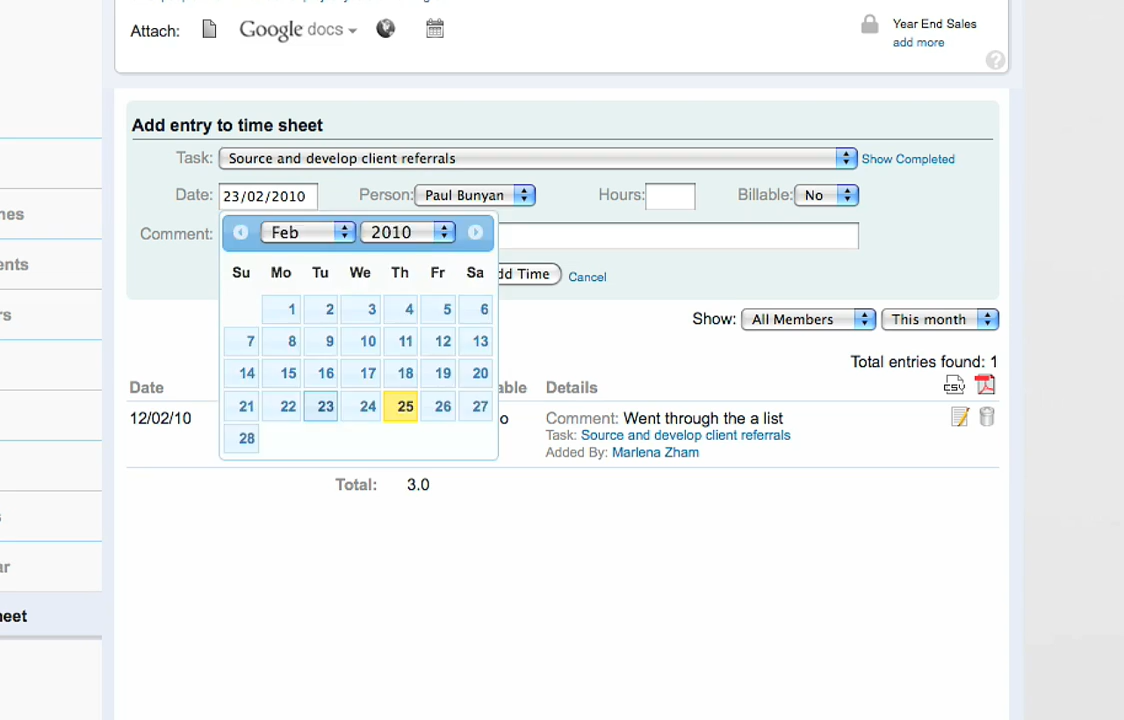 Attach: Google docs
Year End Sales
add more
?
Add entry to time sheet
Task: Source and develop client referrals Show Completed
Date: 23/02/2010 Person: Paul Bunyan Hours: Billable: No
Comment:
Feb 2010
dd Time Cancel
Su Mo Tu We Th Fr Sa
1 2 3 4 5 6
7 8 9 10 11 12 13
14 15 16 17 18 19 20
21 22 23 24 25 26 27
28
Show: All Members This month
Total entries found: 1
CSV
Date able Details
12/02/10 o Comment: Went through the a list
Task: Source and develop client referrals
Added By: Marlena Zham
Total: 3.0
nes
ents
rs
s
ar
heet